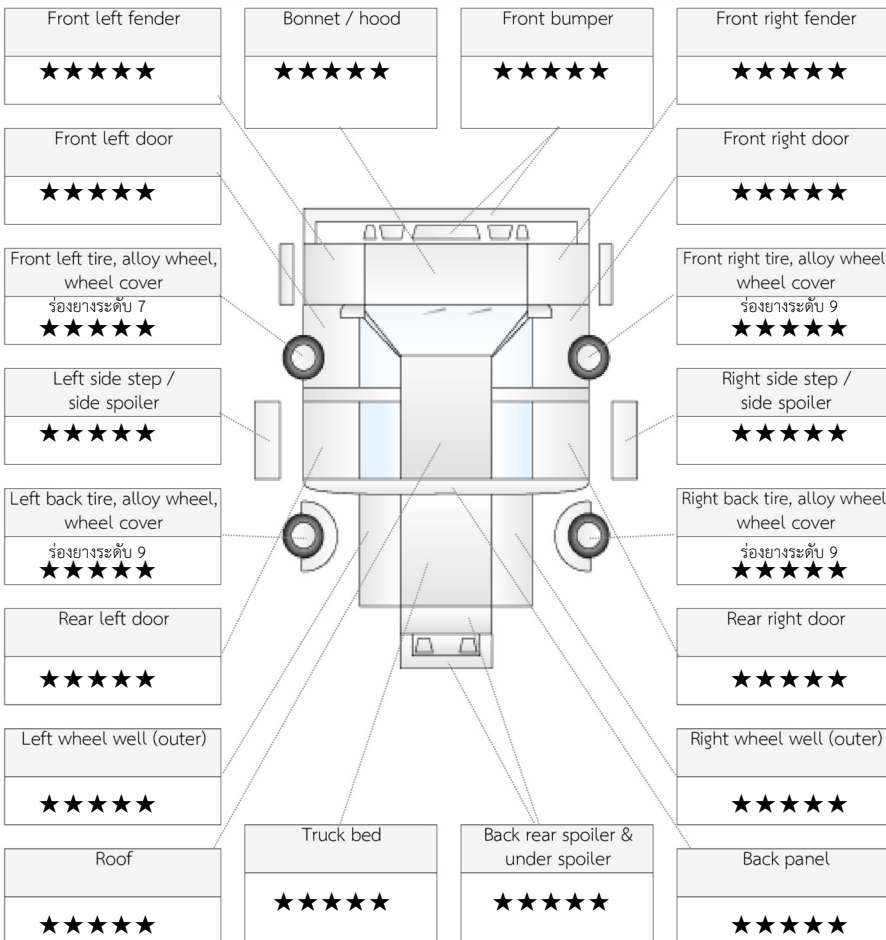 Front left fender
★★★★★
Bonnet / hood
★★★★★
Front bumper
★★★★★
Front right fender
★★★★★
Front left door
★★★★★
Front right door
★★★★★
Front left tire, alloy wheel,
wheel cover
ร่องยางระดับ 7
★★★★★
Front right tire, alloy wheel
wheel cover
ร่องยางระดับ 9
★★★★★
Left side step /
side spoiler
★★★★★
Right side step /
side spoiler
★★★★★
Left back tire, alloy wheel,
wheel cover
ร่องยางระดับ 9
★★★★★
Right back tire, alloy wheel
wheel cover
ร่องยางระดับ 9
★★★★★
Rear left door
★★★★★
Rear right door
★★★★★
Left wheel well (outer)
★★★★★
Right wheel well (outer)
★★★★★
Roof
★★★★★
Truck bed
★★★★★
Back rear spoiler &
under spoiler
★★★★★
Back panel
★★★★★